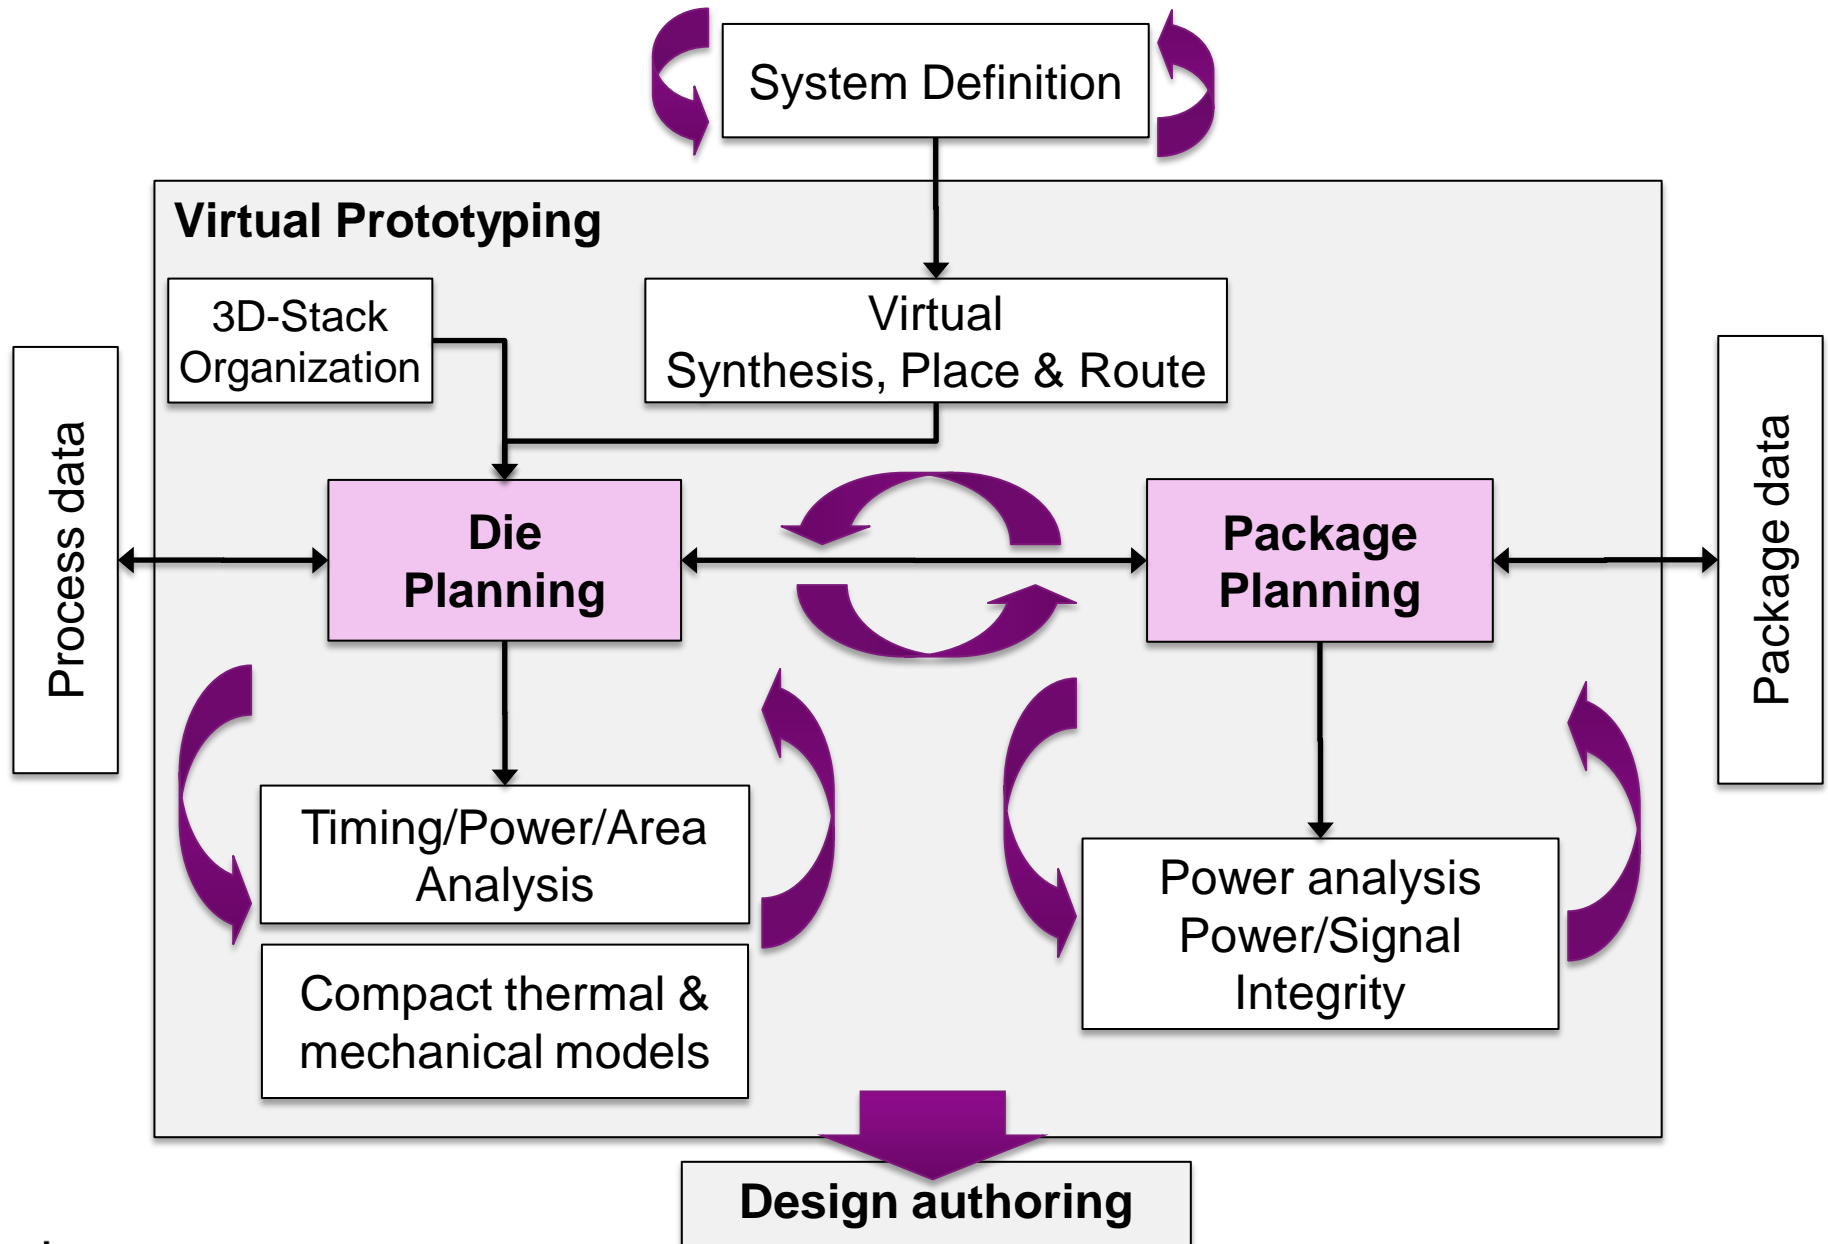 System Definition
Virtual Prototyping
3D-Stack
Organization
Virtual
Synthesis, Place & Route
Process data
Die
Planning
Package
Planning
Package data
Timing/Power/Area
Analysis
Compact thermal &
mechanical models
Power analysis
Power/Signal
Integrity
Design authoring